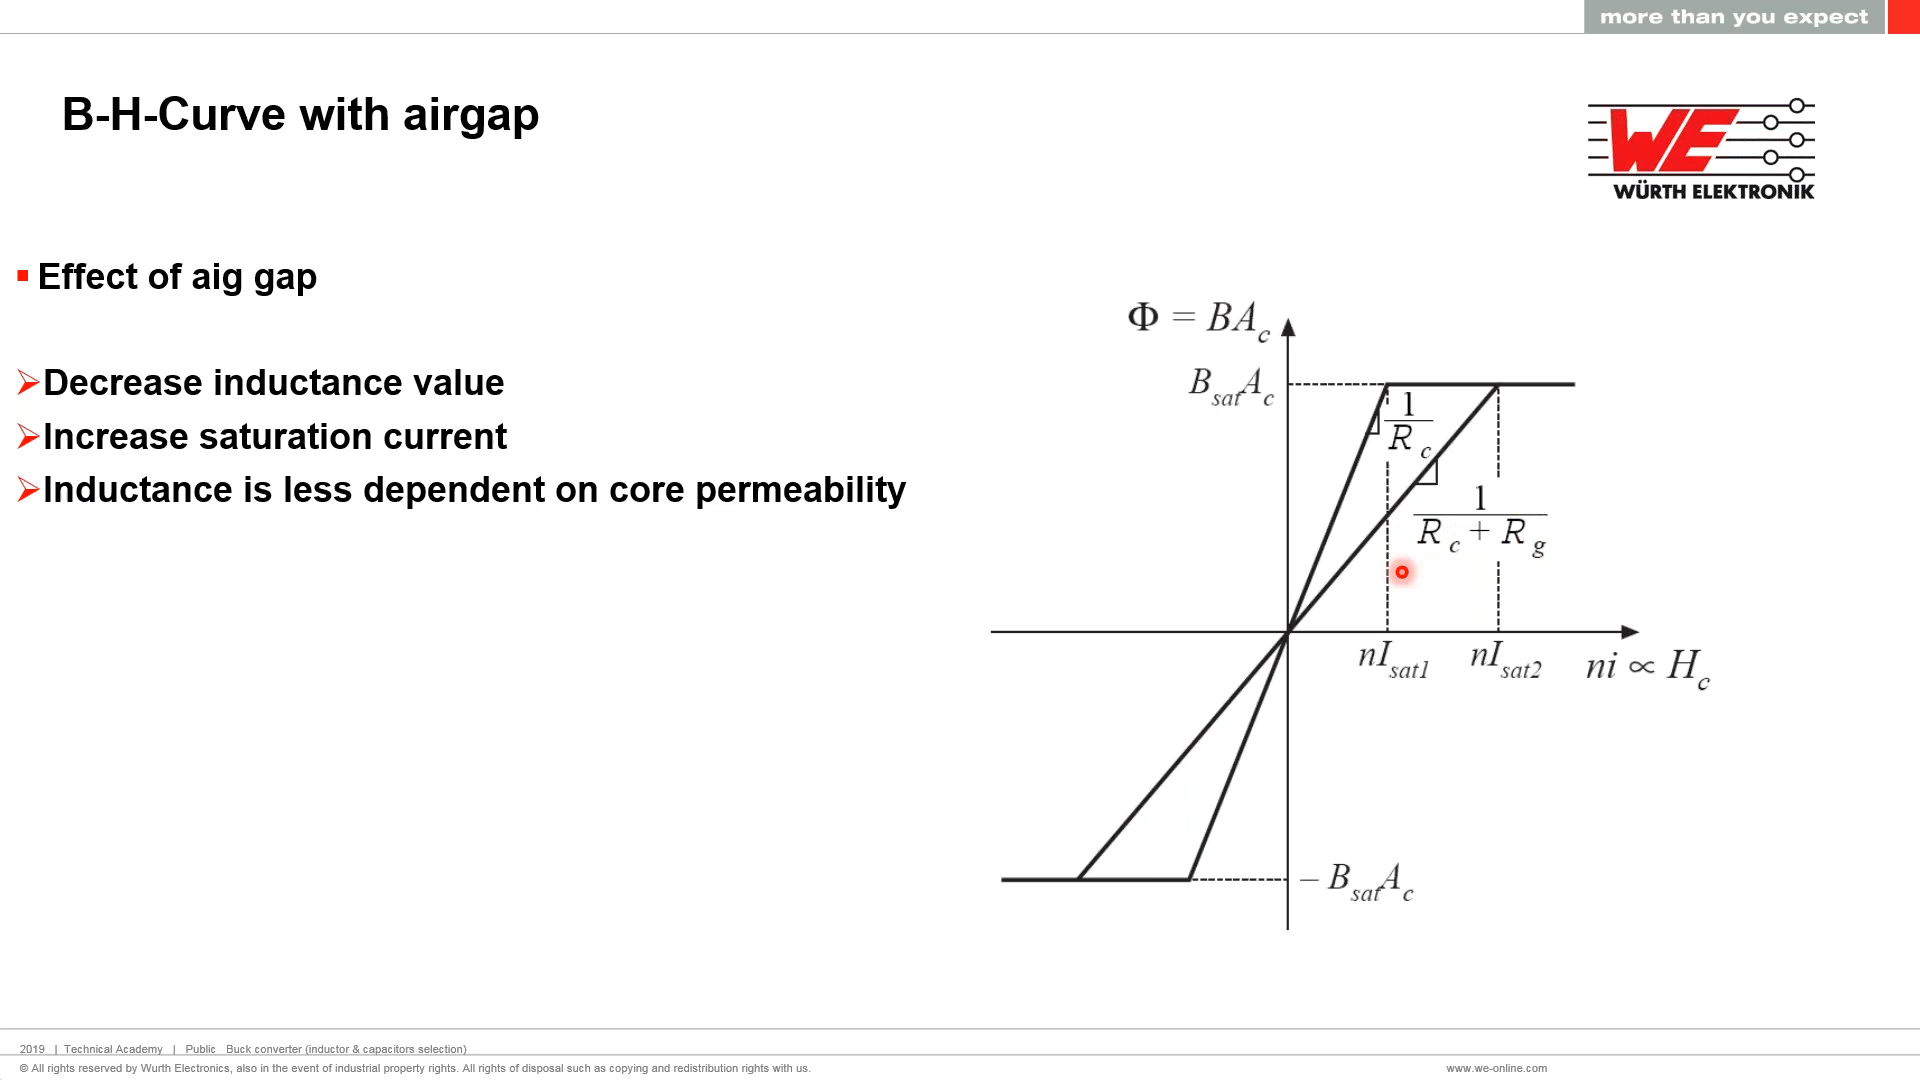 more than you expect
B-H-Curve with airgap
WE
WÜRTH ELEKTRONIK
Effect of aig gap
Decrease inductance value
Increase saturation current
Inductance is less dependent on core permeability
Φ = BA_c
B_sat A_c
1
R_c
1
R_c + R_g
nI_sat1 nI_sat2 ni ∝ H_c
– B_sat A_c
2019 | Technical Academy | Public Buck converter (inductor & capacitors selection)
© All rights reserved by Wurth Electronics, also in the event of industrial property rights. All rights of disposal such as copying and redistribution rights with us. www.we-online.com